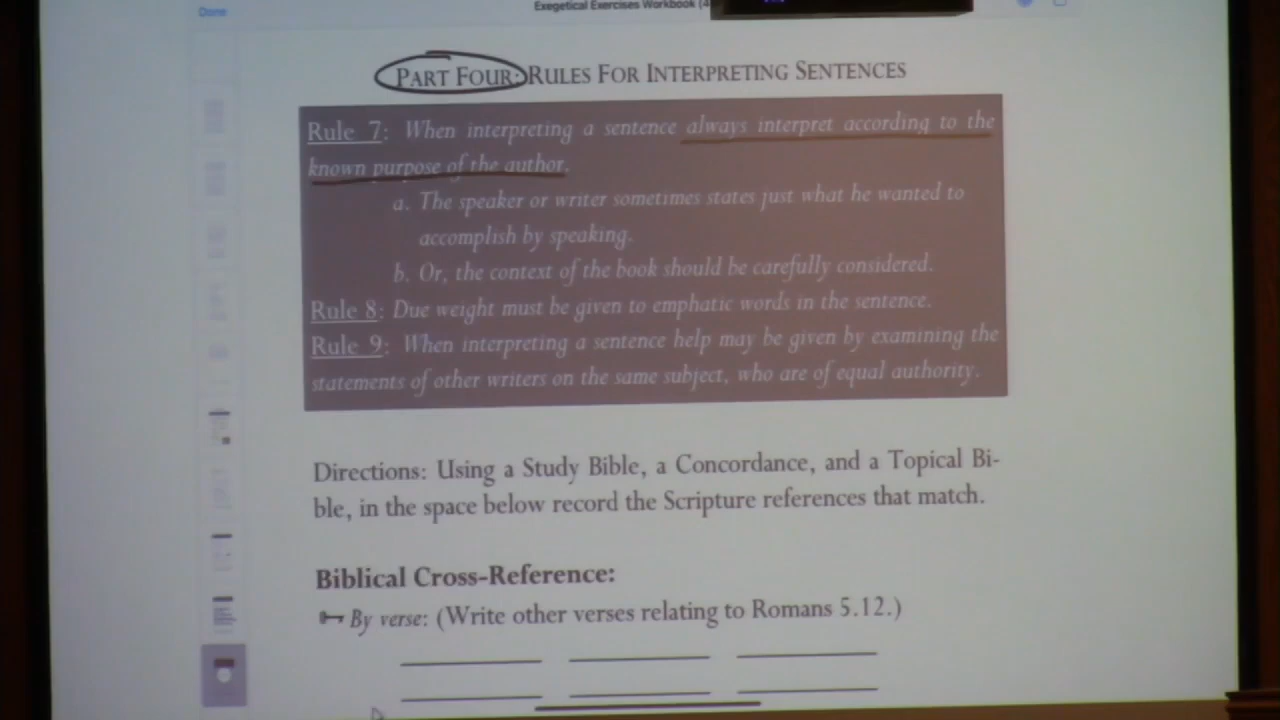 Done
Exegetical Exercises Workbook (4
PART FOUR: RULES FOR INTERPRETING SENTENCES
Rule 7: When interpreting a sentence always interpret according to the
known purpose of the author.
a. The speaker or writer sometimes states just what he wanted to
accomplish by speaking.
b. Or, the context of the book should be carefully considered.
Rule 8: Due weight must be given to emphatic words in the sentence.
Rule 9: When interpreting a sentence help may be given by examining the
statements of other writers on the same subject, who are of equal authority.
Directions: Using a Study Bible, a Concordance, and a Topical Bi-
ble, in the space below record the Scripture references that match.
Biblical Cross-Reference:
By verse: (Write other verses relating to Romans 5.12.)